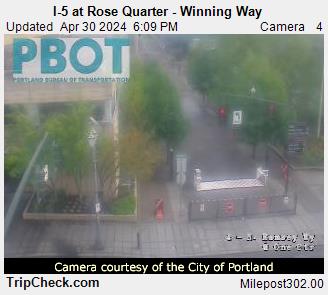 I-5 at Rose Quarter - Winning Way
Updated Apr 30 2024 6:09 PM Camera 4
PBOT
PORTLAND BUREAU OF TRANSPORTATION
Camera courtesy of the City of Portland
TripCheck.com Milepost302.00